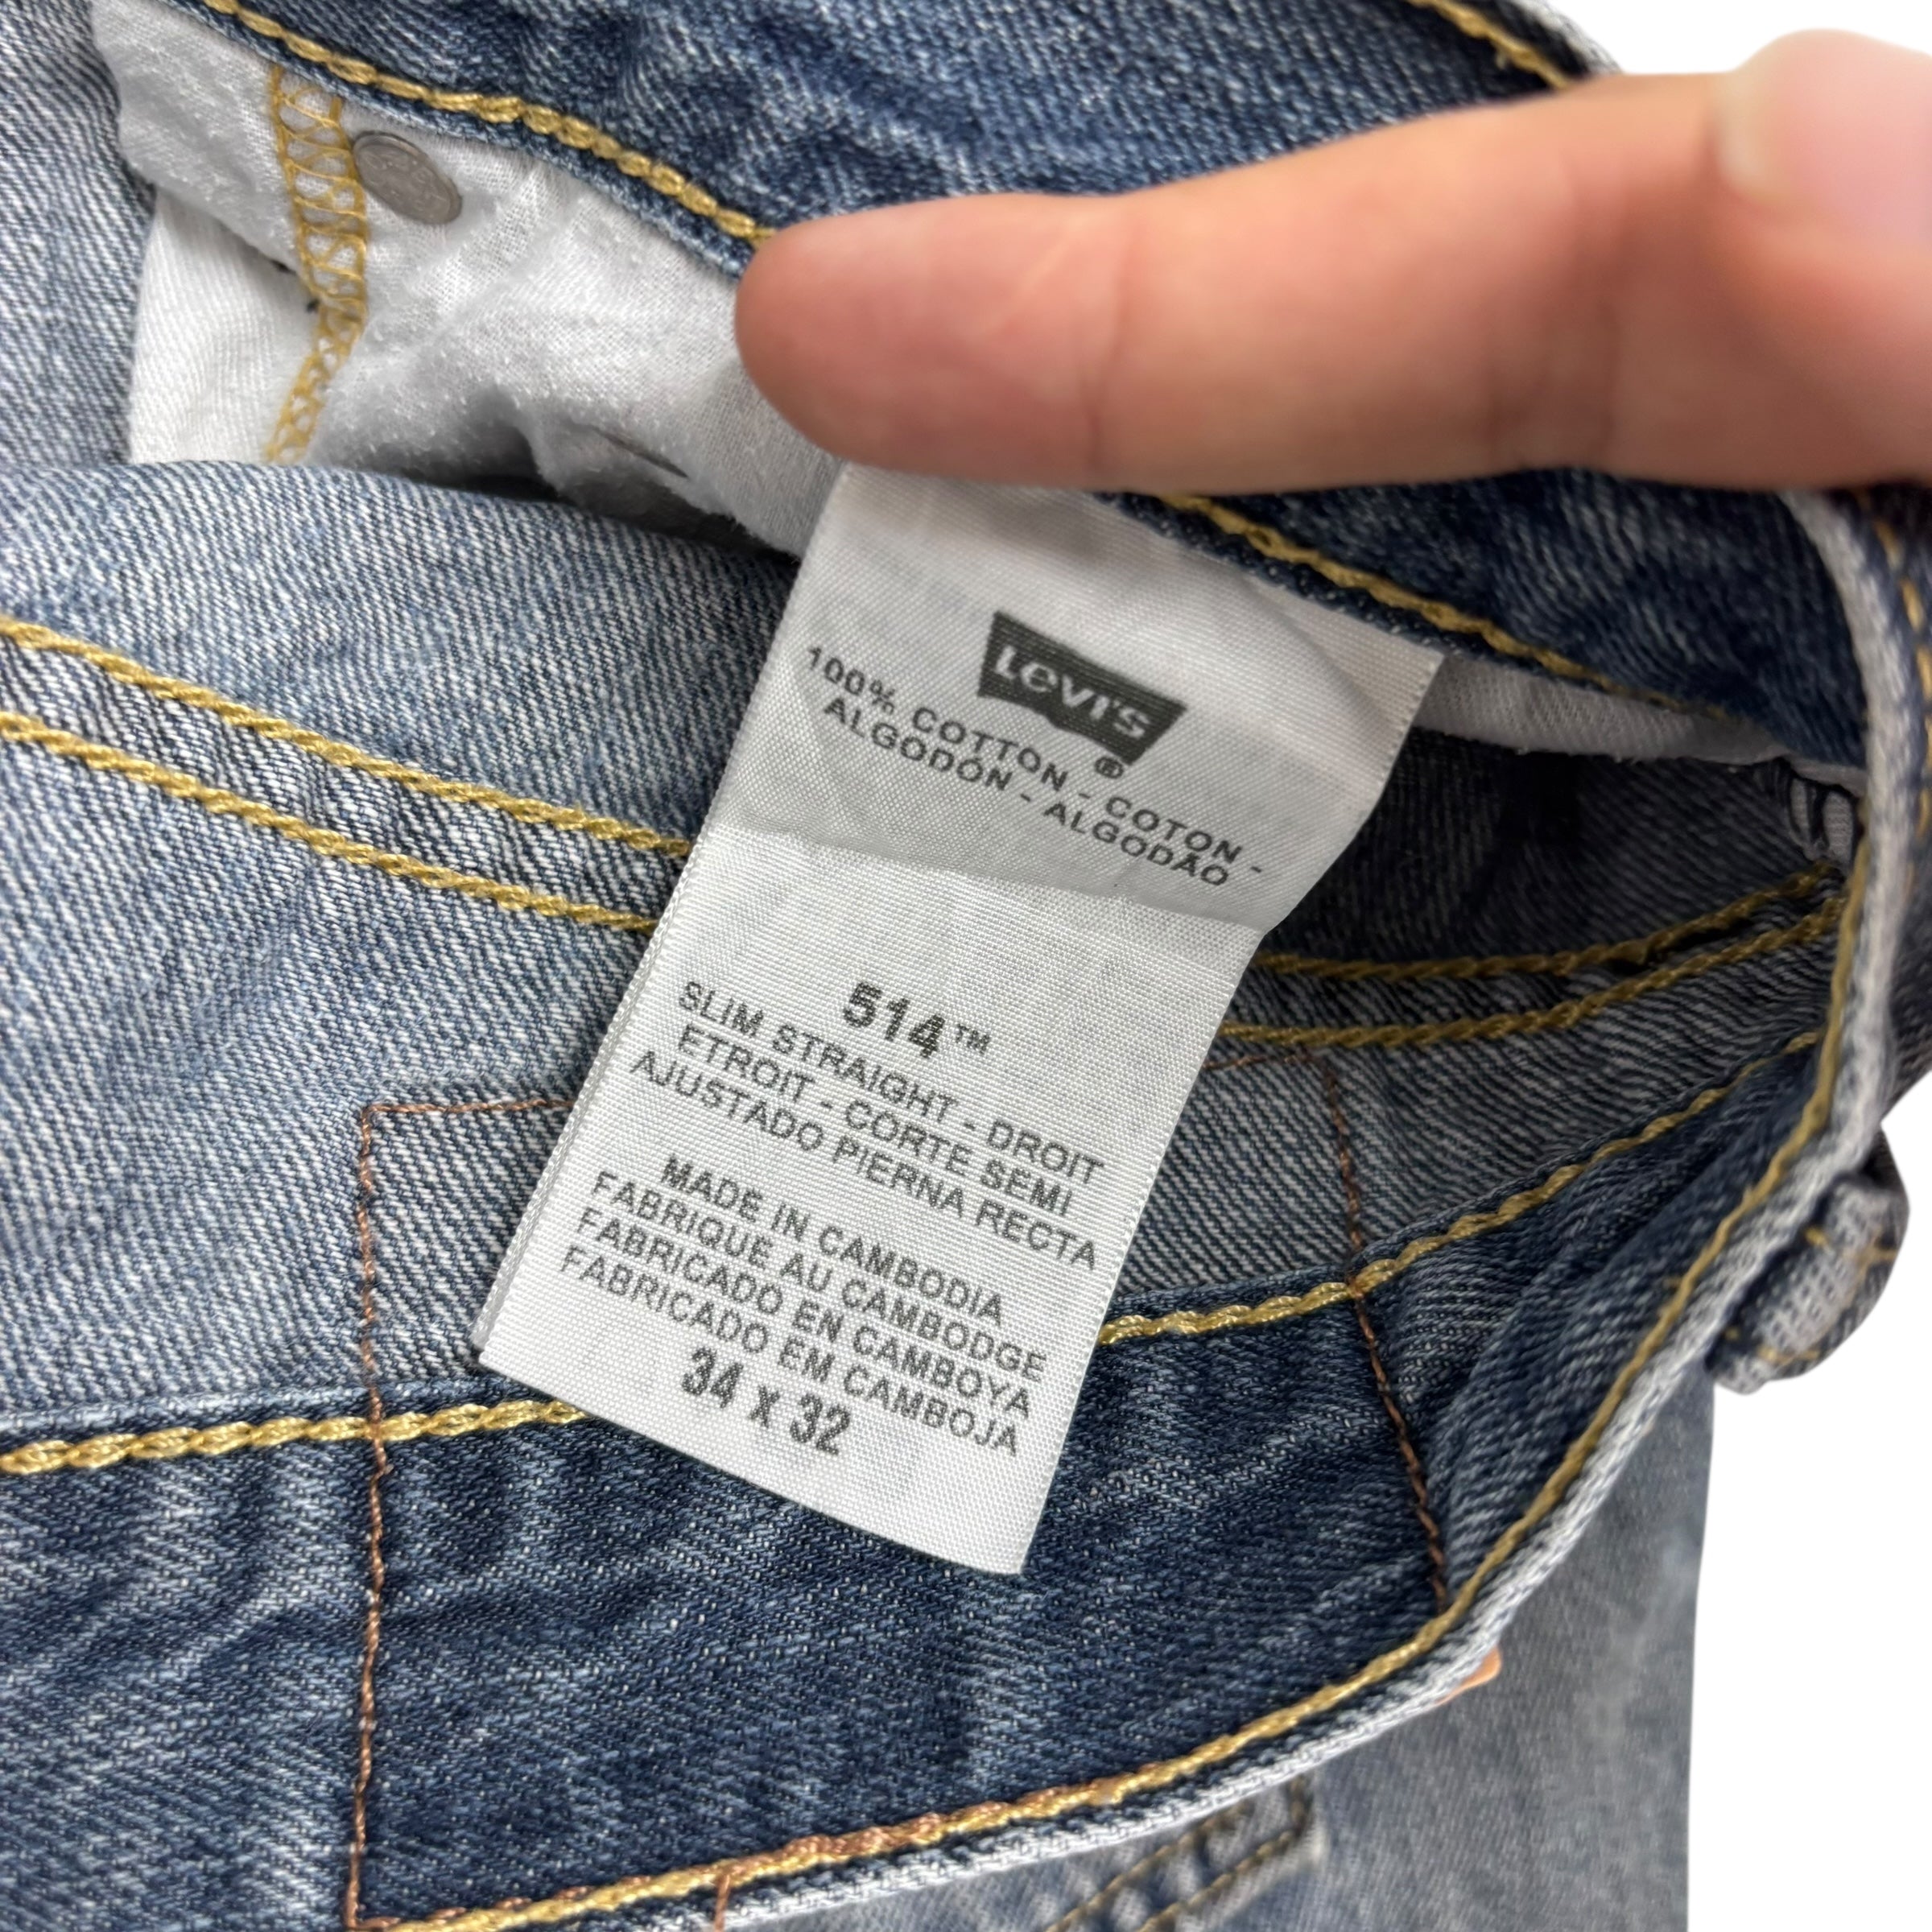 Levi's ®
100% COTTON - COTON -
ALGODÓN - ALGODÃO
514™
SLIM STRAIGHT - DROIT
ETROIT - CORTE SEMI
AJUSTADO PIERNA RECTA
MADE IN CAMBODIA
FABRIQUE AU CAMBODGE
FABRICADO EN CAMBOYA
FABRICADO EM CAMBOJA
34 x 32